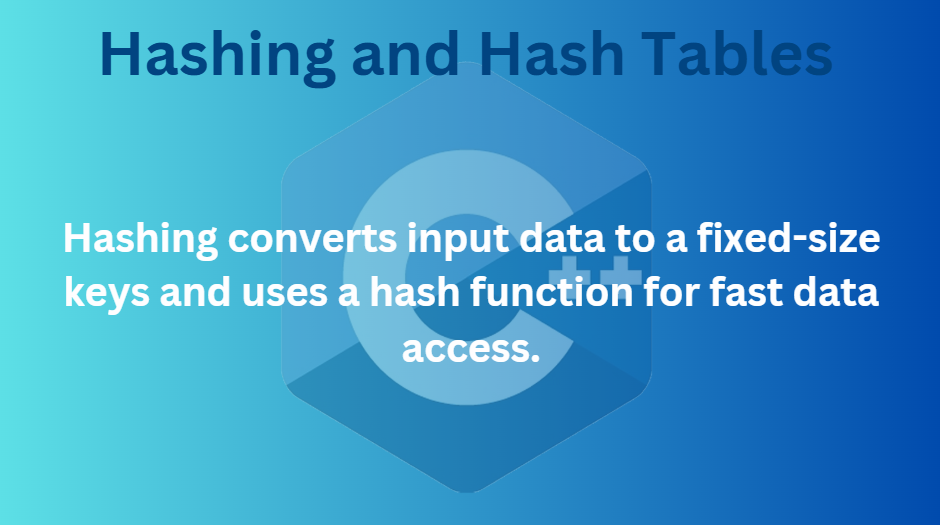 Hashing and Hash Tables
Hashing converts input data to a fixed-size
keys and uses a hash function for fast data
access.
C++